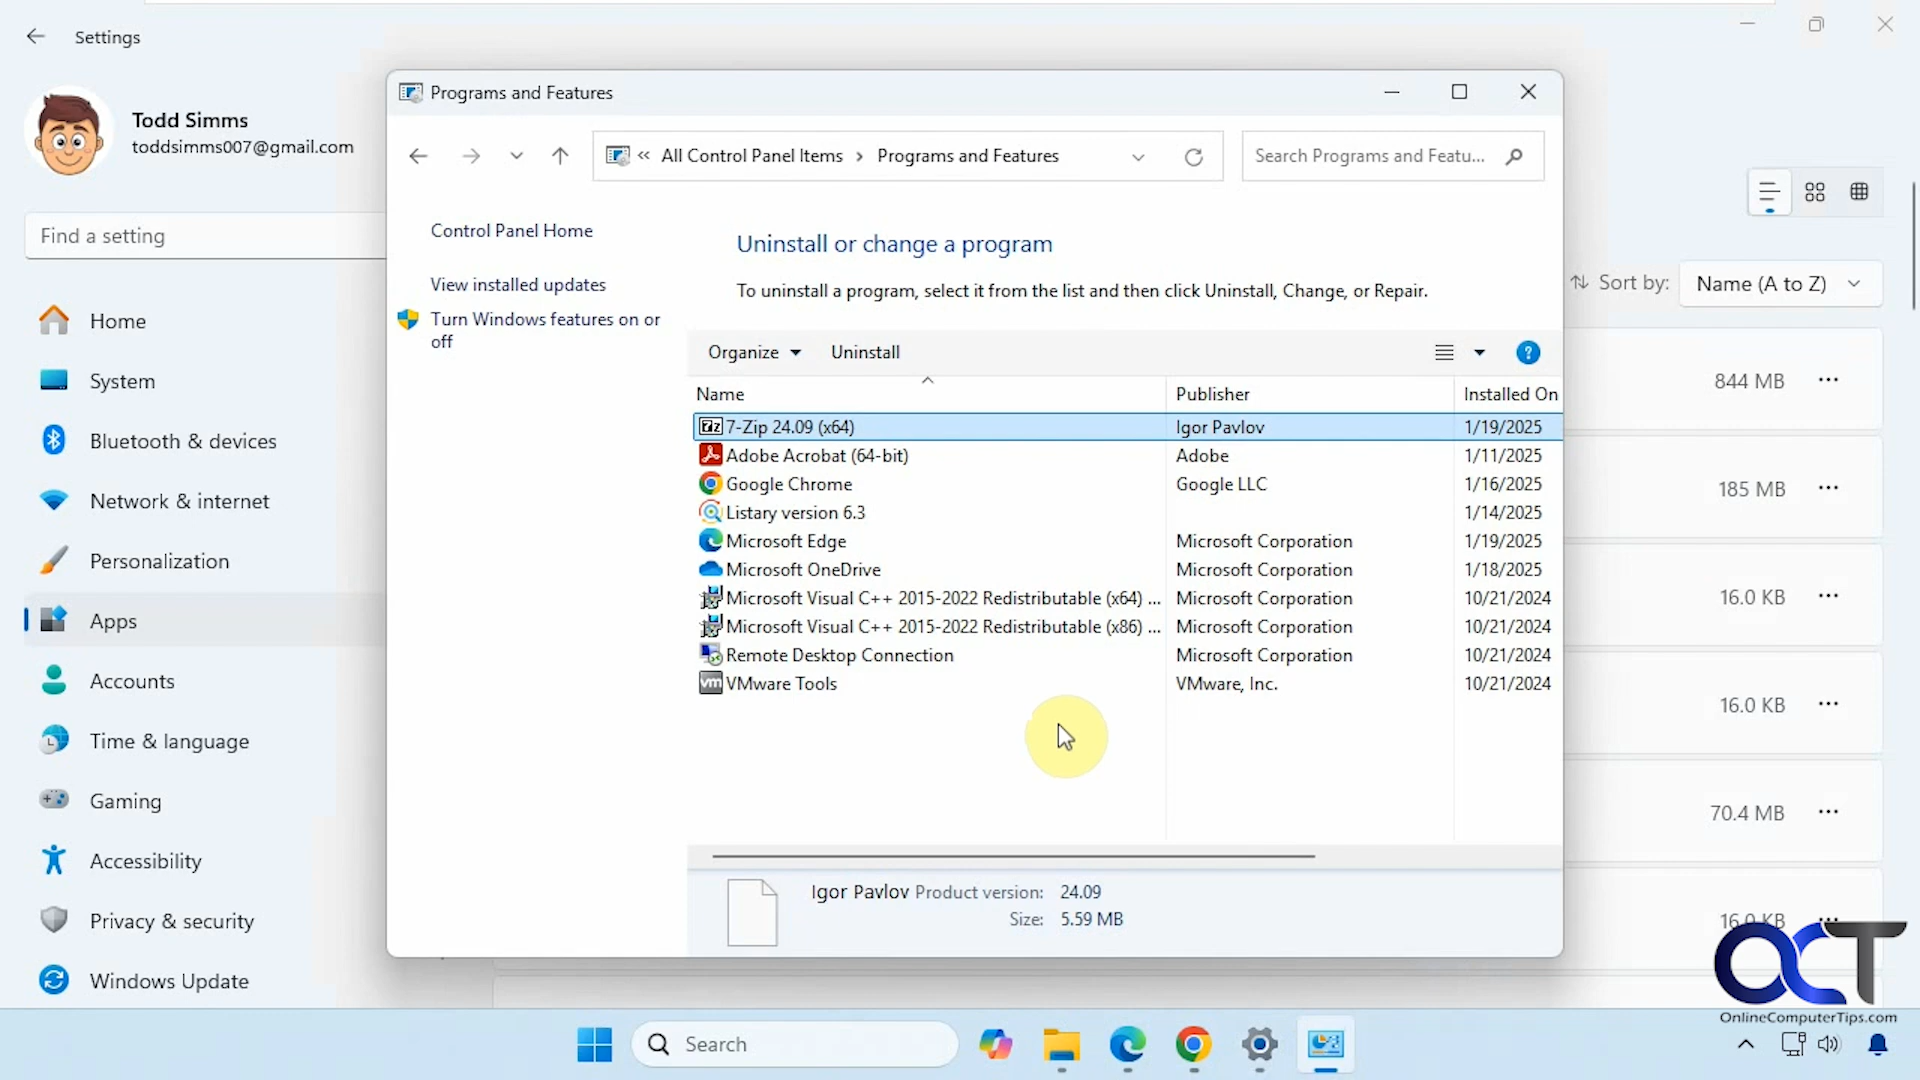 Settings
Todd Simms
toddsimms007@gmail.com
Find a setting
Home
System
Bluetooth & devices
Network & internet
Personalization
Apps
Accounts
Time & language
Gaming
Accessibility
Privacy & security
Windows Update
Programs and Features
« All Control Panel Items > Programs and Features
Search Programs and Featu...
Control Panel Home
View installed updates
Turn Windows features on or
off
Uninstall or change a program
To uninstall a program, select it from the list and then click Uninstall, Change, or Repair.
Organize Uninstall
Name Publisher Installed On
7-Zip 24.09 (x64) Igor Pavlov 1/19/2025
Adobe Acrobat (64-bit) Adobe 1/11/2025
Google Chrome Google LLC 1/16/2025
Listary version 6.3 1/14/2025
Microsoft Edge Microsoft Corporation 1/19/2025
Microsoft OneDrive Microsoft Corporation 1/18/2025
Microsoft Visual C++ 2015-2022 Redistributable (x64) ... Microsoft Corporation 10/21/2024
Microsoft Visual C++ 2015-2022 Redistributable (x86) ... Microsoft Corporation 10/21/2024
Remote Desktop Connection Microsoft Corporation 10/21/2024
VMware Tools VMware, Inc. 10/21/2024
Igor Pavlov Product version: 24.09
Size: 5.59 MB
Sort by: Name (A to Z)
844 MB
185 MB
16.0 KB
16.0 KB
70.4 MB
16.0 KB
OCT
OnlineComputerTips.com
Search